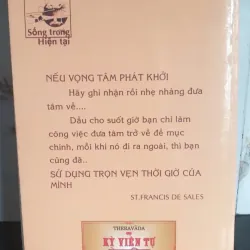 Sống trong
Hiện tại
NẾU VỌNG TÂM PHÁT KHỞI
Hãy ghi nhận rồi nhẹ nhàng đưa
tâm về....
Dầu cho suốt giờ bạn chỉ làm
công việc đưa tâm trở về đề mục
chính, mỗi khi nó đi ra ngoài, thì bạn
cũng đã..
SỬ DỤNG TRỌN VẸN THỜI GIỜ CỦA
MÌNH
ST.FRANCIS DE SALES
THERAVĀDA
KỲ VIÊN TỰ